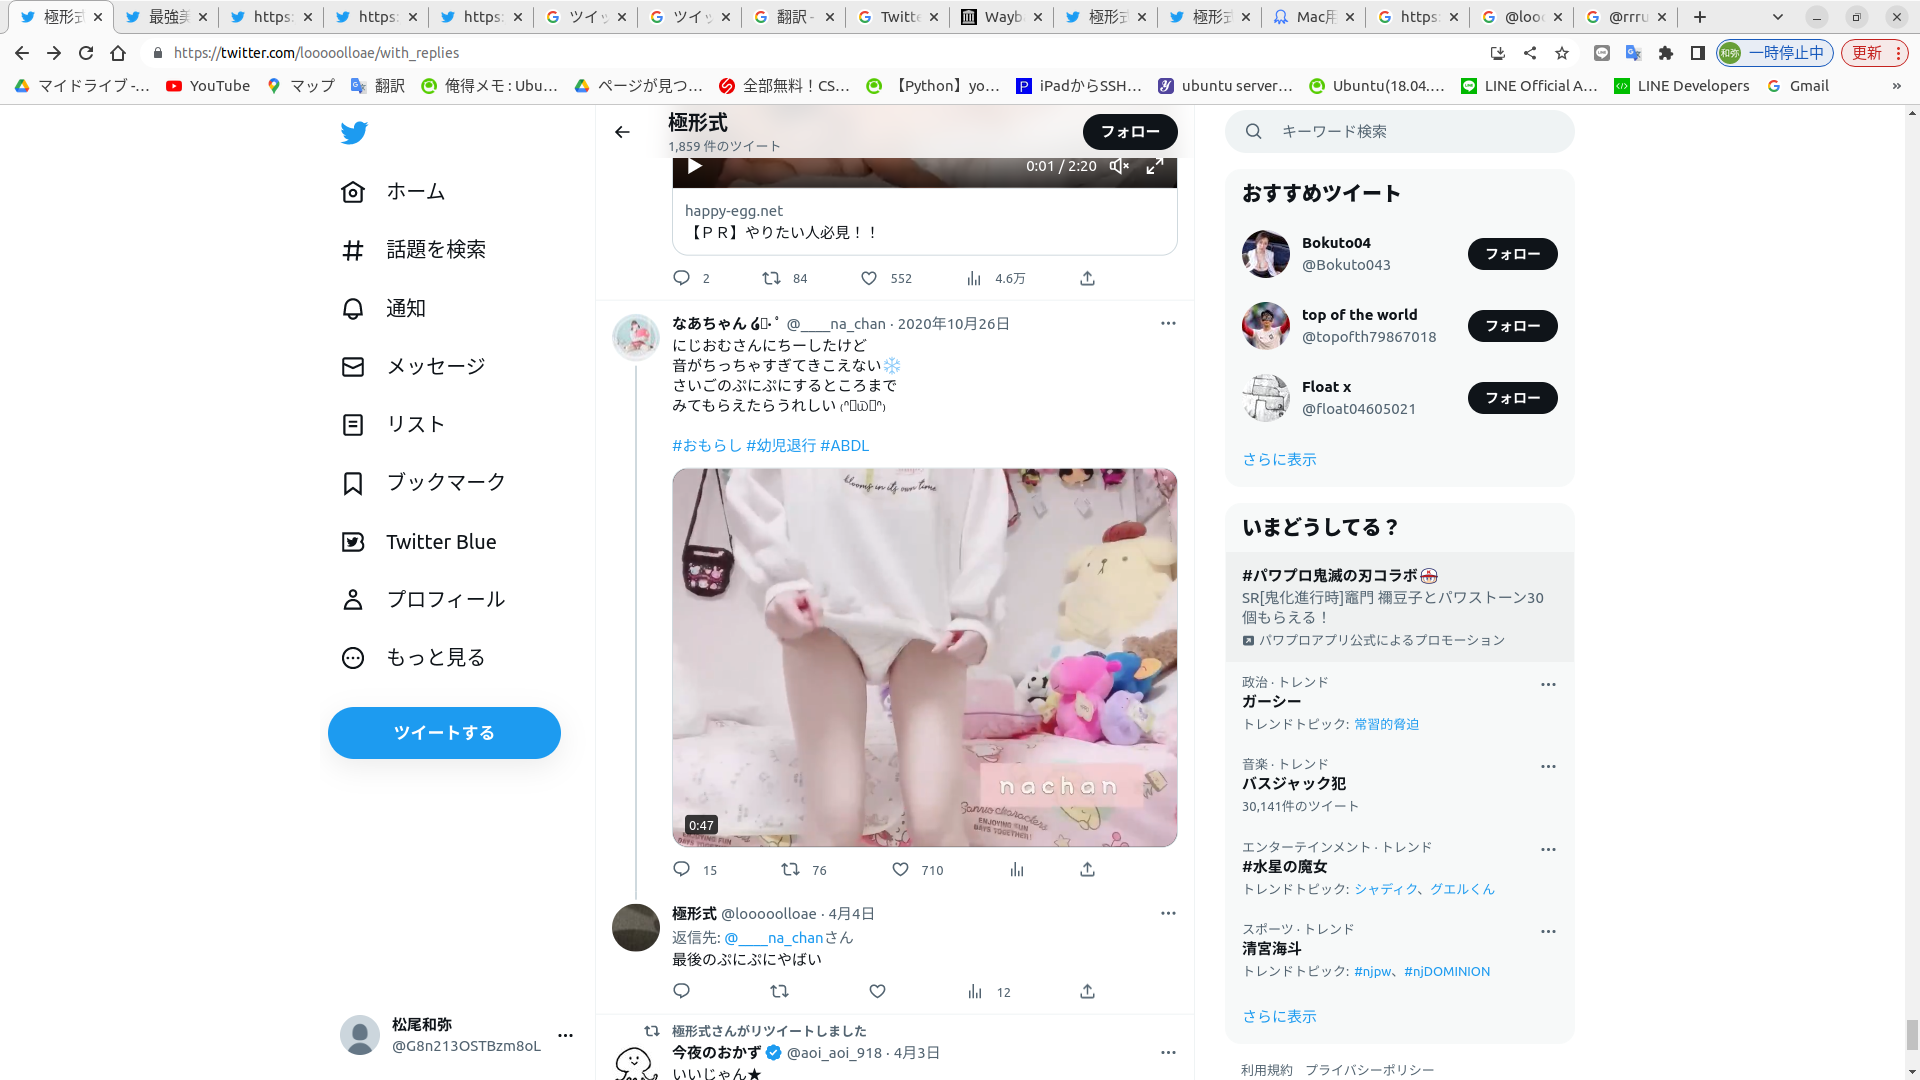 極形式
最強美
https:
https:
https:
ツイッ
ツイッ
翻訳 -
Twitte
Wayb
極形式
極形式
Mac用
https:
@looo
@rrru
https://twitter.com/looooolloae/with_replies
和弥
一時停止中
更新
マイドライブ -...
YouTube
マップ
翻訳
俺得メモ : Ubu...
ページが見つ...
全部無料！CS...
【Python】yo...
iPadからSSH...
ubuntu server...
Ubuntu(18.04....
LINE Official A...
LINE Developers
Gmail
»
ホーム
話題を検索
通知
メッセージ
リスト
ブックマーク
Twitter Blue
プロフィール
もっと見る
ツイートする
松尾和弥
@G8n213OSTBzm8oL
極形式
1,859 件のツイート
フォロー
0:01 / 2:20
happy-egg.net
【ＰＲ】やりたい人必見！！
2 84 552 4.6万
なあちゃん @____na_chan · 2020年10月26日
にじおむさんにちーしたけど
音がちっちゃすぎてきこえない❄️
さいごのぷにぷにするところまで
みてもらえたらうれしい
#おもらし #幼児退行 #ABDL
blooms in its own time
nachan
Sanrio characters
ENJOYING FUN
DAYS TOGETHER!
0:47
15 76 710
極形式 @looooolloae · 4月4日
返信先: @____na_chanさん
最後のぷにぷにやばい
12
極形式さんがリツイートしました
今夜のおかず @aoi_aoi_918 · 4月3日
いいじゃん★
キーワード検索
おすすめツイート
Bokuto04
@Bokuto043
フォロー
top of the world
@topofth79867018
フォロー
Float x
@float04605021
フォロー
さらに表示
いまどうしてる？
#パワプロ鬼滅の刃コラボ
SR[鬼化進行時]竈門 禰豆子とパワストーン30
個もらえる！
パワプロアプリ公式によるプロモーション
政治 · トレンド
ガーシー
トレンドトピック: 常習的脅迫
音楽 · トレンド
バスジャック犯
30,141件のツイート
エンターテインメント · トレンド
#水星の魔女
トレンドトピック: シャディク、グエルくん
スポーツ · トレンド
清宮海斗
トレンドトピック: #njpw、#njDOMINION
さらに表示
利用規約 プライバシーポリシー